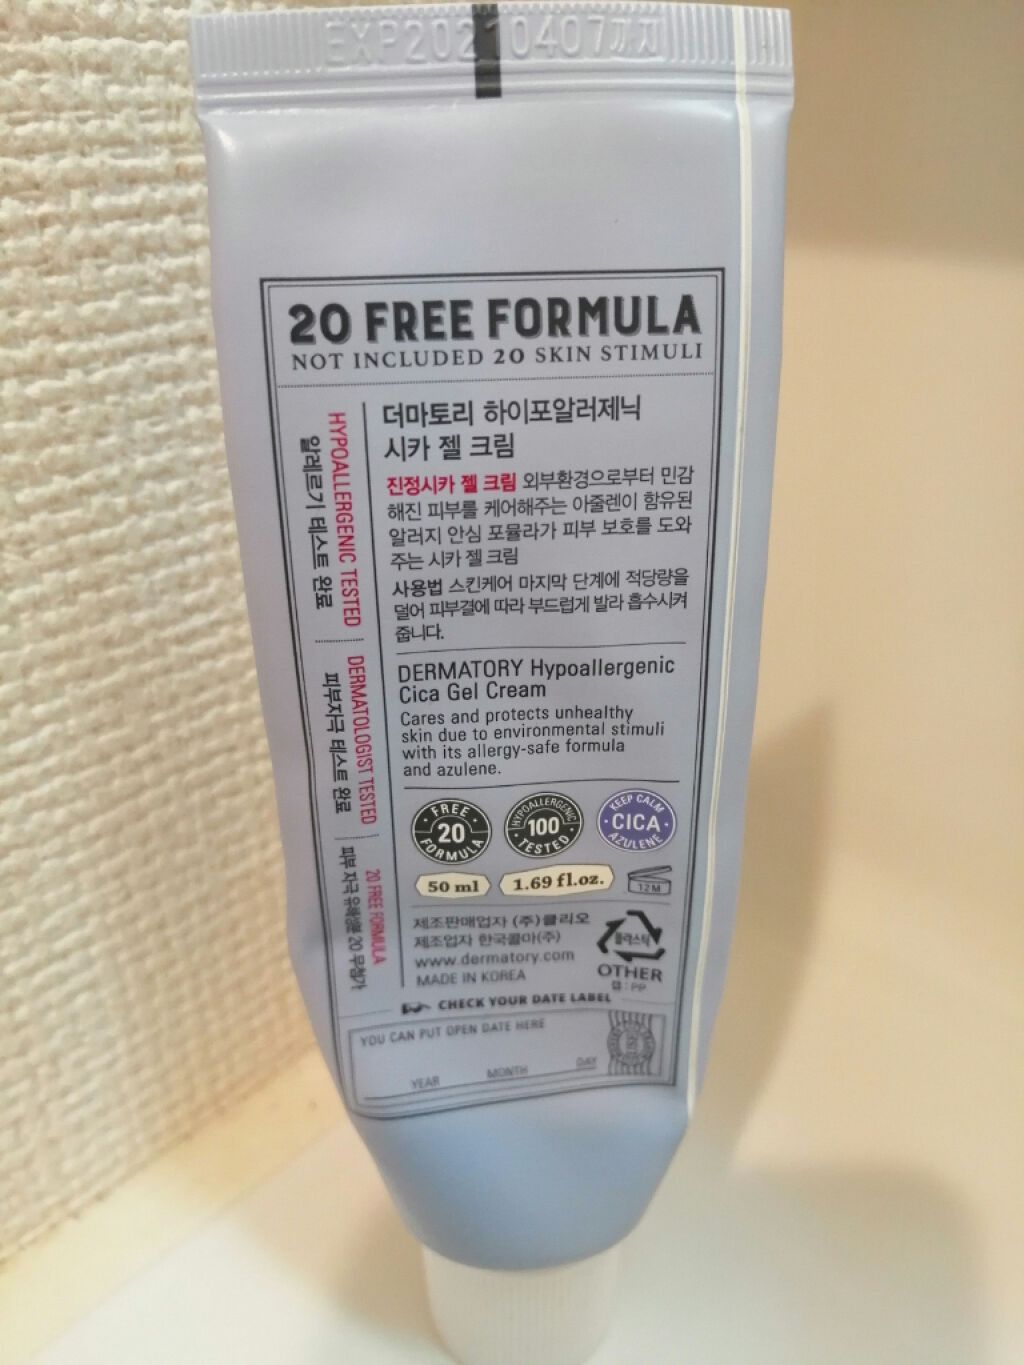 EXP20210407까지
20 FREE FORMULA
NOT INCLUDED 20 SKIN STIMULI
HYPOALLERGENIC TESTED
알레르기 테스트 완료
DERMATOLOGIST TESTED
피부자극 테스트 완료
20 FREE FORMULA
피부 자극 유해성분 20 무첨가
더마토리 하이포알러제닉
시카 젤 크림
진정시카 젤 크림 외부환경으로부터 민감
해진 피부를 케어해주는 아줄렌이 함유된
알러지 안심 포뮬라가 피부 보호를 도와
주는 시카 젤 크림
사용법 스킨케어 마지막 단계에 적당량을
덜어 피부결에 따라 부드럽게 발라 흡수시켜
줍니다.
DERMATORY Hypoallergenic
Cica Gel Cream
Cares and protects unhealthy
skin due to environmental stimuli
with its allergy-safe formula
and azulene.
FREE
20
FORMULA
HYPOALLERGENIC
100
TESTED
KEEP CALM
CICA
AZULENE
50 ml
1.69 fl.oz.
12M
제조판매업자 (주)클리오
제조업자 한국콜마(주)
www.dermatory.com
MADE IN KOREA
플라스틱
OTHER
캡 : PP
CHECK YOUR DATE LABEL
YOU CAN PUT OPEN DATE HERE
YEAR MONTH DAY